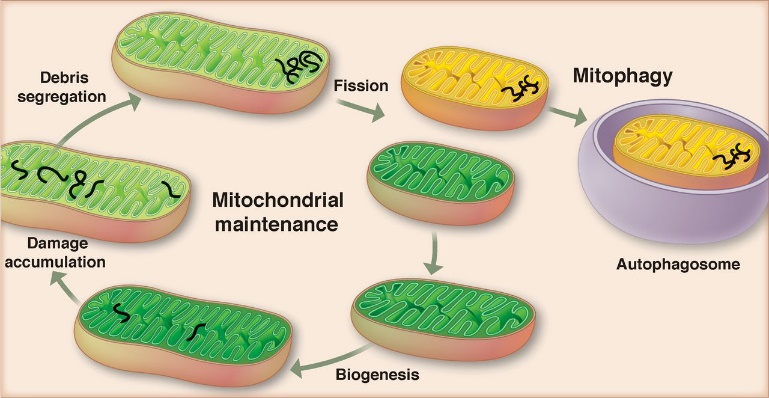 Debris
segregation
Fission
Mitophagy
Mitochondrial
maintenance
Damage
accumulation
Autophagosome
Biogenesis